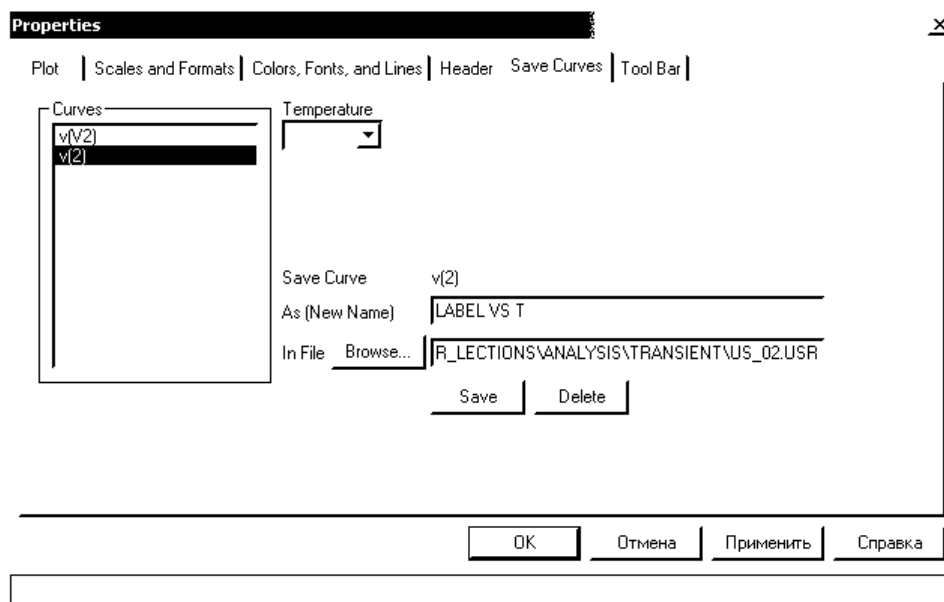 Properties
Plot Scales and Formats Colors, Fonts, and Lines Header Save Curves Tool Bar
Curves Temperature
v(V2)
v(2)
Save Curve v(2)
As (New Name) LABEL VS T
In File Browse... R_LECTIONS\ANALYSIS\TRANSIENT\US_02.USR
Save Delete
OK Отмена Применить Справка